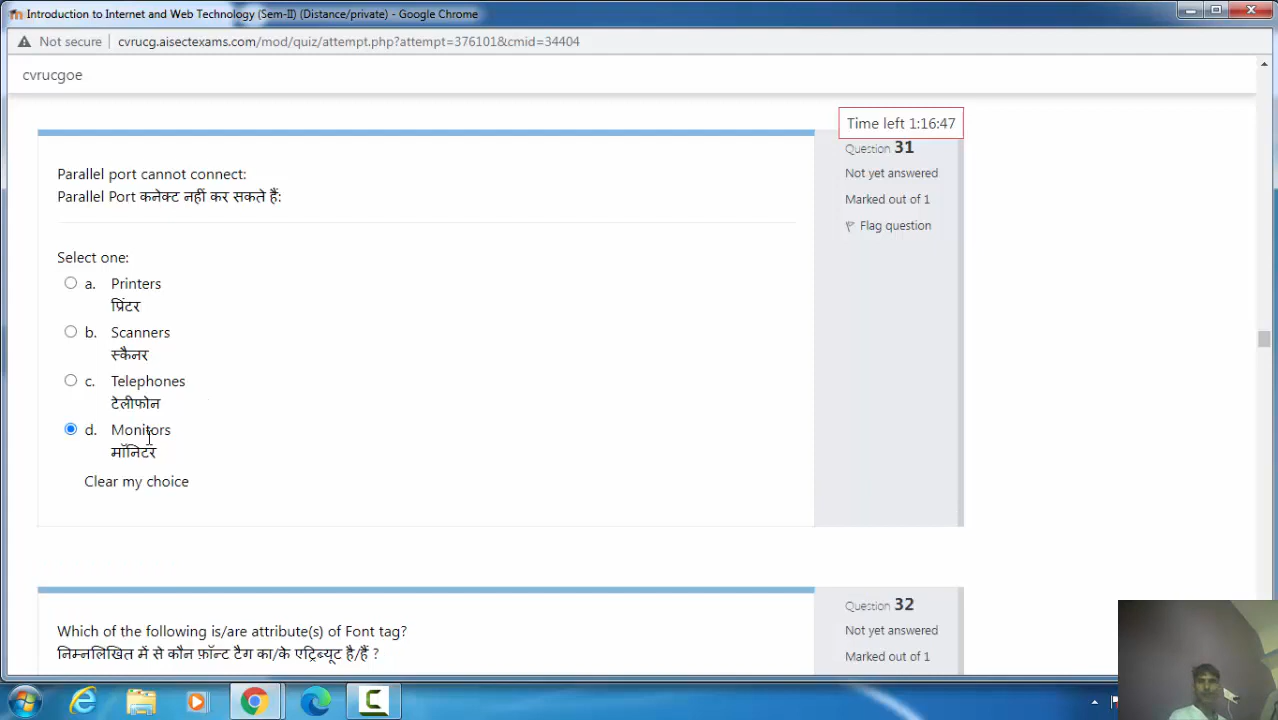 Introduction to Internet and Web Technology (Sem-II) (Distance/private) - Google Chrome
Not secure | cvrucg.aisectexams.com/mod/quiz/attempt.php?attempt=376101&cmid=34404
cvrucgoe
Time left 1:16:47
Parallel port cannot connect:
Parallel Port कनेक्ट नहीं कर सकते हैं:
Select one:
a. Printers
प्रिंटर
b. Scanners
स्कैनर
c. Telephones
टेलीफोन
d. Monitors
मॉनिटर
Clear my choice
Question 31
Not yet answered
Marked out of 1
Flag question
Which of the following is/are attribute(s) of Font tag?
निम्नलिखित में से कौन फ़ॉन्ट टैग का/के एट्रिब्यूट है/हैं ?
Question 32
Not yet answered
Marked out of 1